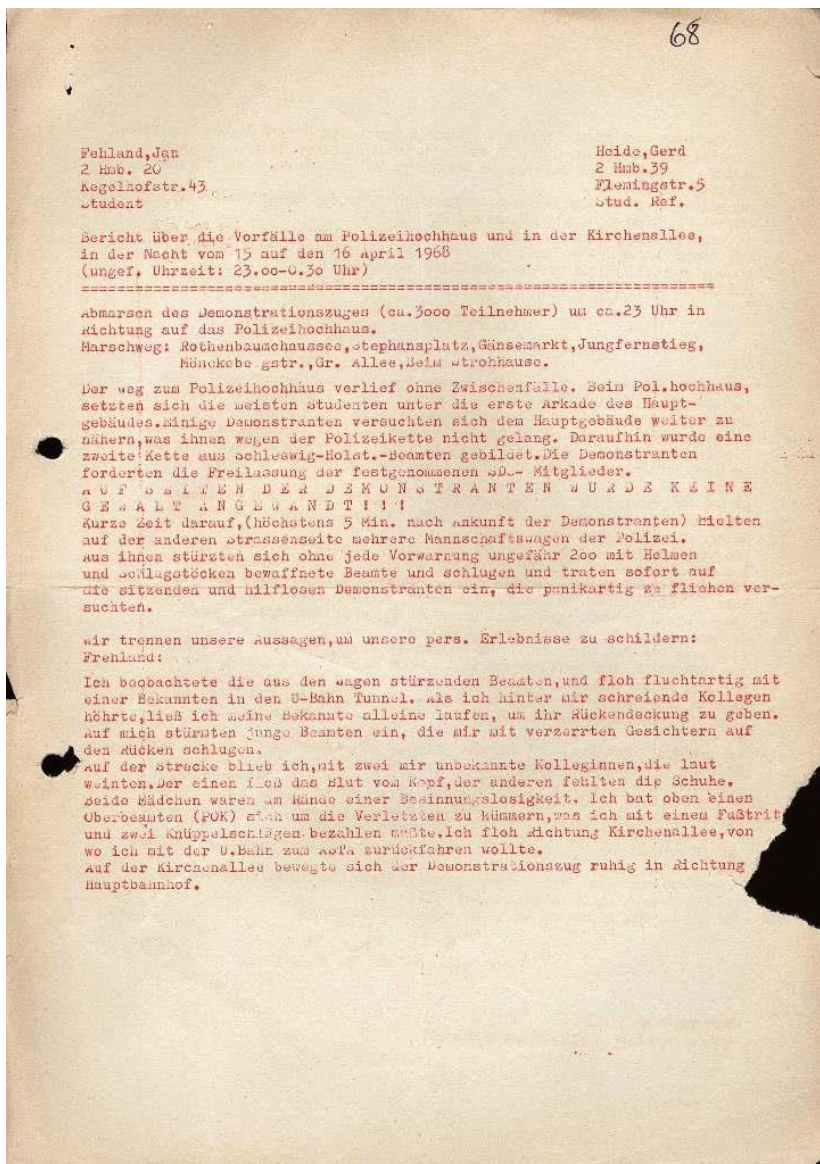 68
Fehland,Jan
2 Hmb. 20
Kegelhofstr.43
Student
Heide,Gerd
2 Hmb.39
Flemingstr.5
Stud. Ref.
Bericht über die Vorfälle am Polizeihochhaus und in der Kirchenallee,
in der Nacht vom 15 auf den 16 April 1968
(ungef. Uhrzeit: 23.oo-0.3o Uhr)
==================================================================
Abmarsch des Demonstrationszuges (ca.3ooo Teilnehmer) um ca.23 Uhr in
Richtung auf das Polizeihochhaus.
Marschweg: Rothenbaumchaussee,Stephansplatz,Gänsemarkt,Jungfernstieg,
Mönckebergstr.,Gr. Allee,Beim Strohhause.
Der Weg zum Polizeihochhaus verlief ohne Zwischenfälle. Beim Pol.hochhaus,
setzten sich die meisten Studenten unter die erste Arkade des Haupt-
gebäudes.Einige Demonstranten versuchten sich dem Hauptgebäude weiter zu
nähern,was ihnen wegen der Polizeikette nicht gelang. Daraufhin wurde eine
zweite Kette aus Schleswig-Holst.-Beamten gebildet.Die Demonstranten
forderten die Freilassung der festgenommenen SDS- Mitglieder.
A U F S E I T E N D E R D E M O N S T R A N T E N W U R D E K E I N E
G E W A L T A N G E W A N D T ! ! !
Kurze Zeit darauf,(höchstens 5 Min. nach Ankunft der Demonstranten) hielten
auf der anderen Strassenseite mehrere Mannschaftswagen der Polizei.
Aus ihnen stürzten sich ohne jede Vorwarnung ungefähr 2oo mit Helmen
und Schlagstöcken bewaffnete Beamte und schlugen und traten sofort auf
die sitzenden und hilflosen Demonstranten ein, die panikartig zu fliehen ver-
suchten.
Wir trennen unsere Aussagen,um unsere pers. Erlebnisse zu schildern:
Frehland:
Ich beobachtete die aus den Wagen stürzenden Beamten,und floh fluchtartig mit
einer Bekannten in den U-Bahn Tunnel. Als ich hinter mir schreiende Kollegen
höhrte,ließ ich meine Bekannte alleine laufen, um ihr Rückendeckung zu geben.
Auf mich stürmten junge Beamten ein, die mir mit verzerrten Gesichtern auf
den Rücken schlugen.
Auf der Strecke blieb ich,mit zwei mir unbekannte Kolleginnen,die laut
weinten.Der einen floß das Blut vom Kopf,der anderen fehlten die Schuhe.
Beide Mädchen waren am Rande einer Besinnungslosigkeit. Ich bat oben einen
Oberbeamten (POK) sich um die Verletzten zu kümmern,was ich mit einem Fußtrit
und zwei Knüppelschlägen bezahlen mußte.Ich floh Richtung Kirchenallee,von
wo ich mit der U.Bahn zum AStA zurückfahren wollte.
Auf der Kirchenallee bewegte sich der Demonstrationszug ruhig in Richtung
Hauptbahnhof.